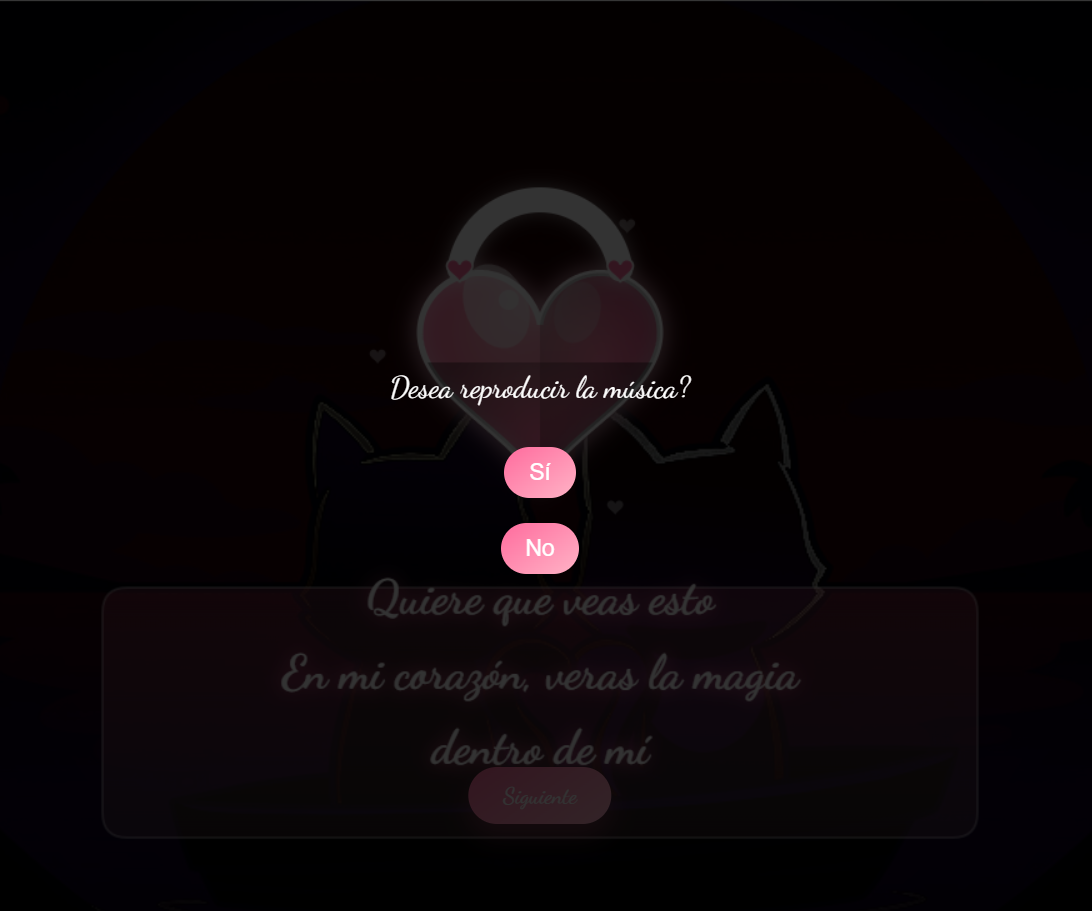 Desea reproducir la música?
Sí
No
Quiere que veas esto
En mi corazón, veras la magia
dentro de mí
Siguiente